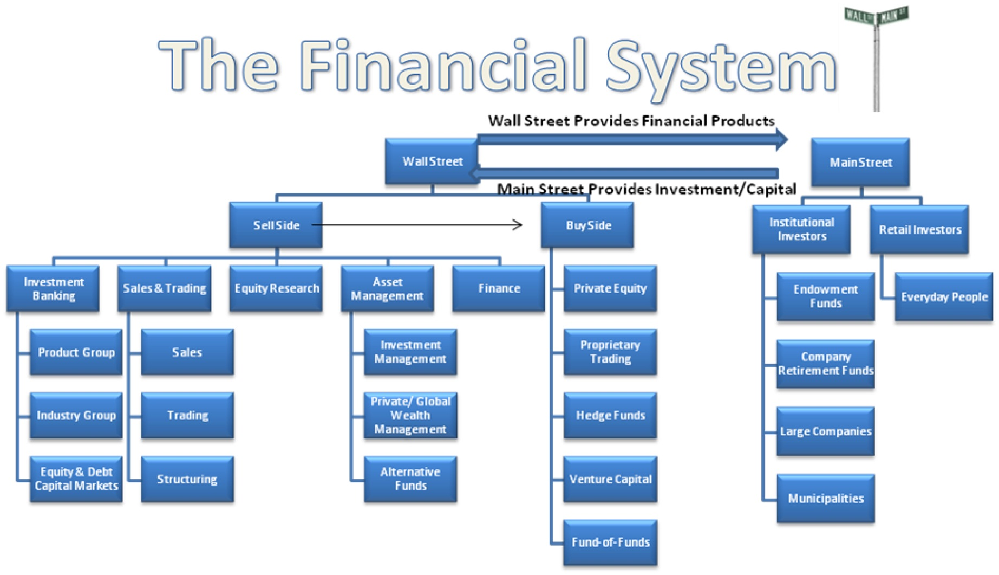 WALL ST
MAIN ST
The Financial System
Wall Street Provides Financial Products
Wall Street
Main Street
Main Street Provides Investment/Capital
Sell Side
Buy Side
Institutional
Investors
Retail Investors
Investment
Banking
Sales & Trading
Equity Research
Asset
Management
Finance
Private Equity
Endowment
Funds
Everyday People
Product Group
Sales
Investment
Management
Proprietary
Trading
Company
Retirement Funds
Industry Group
Trading
Private/ Global
Wealth
Management
Hedge Funds
Large Companies
Equity & Debt
Capital Markets
Structuring
Alternative
Funds
Venture Capital
Municipalities
Fund-of-Funds